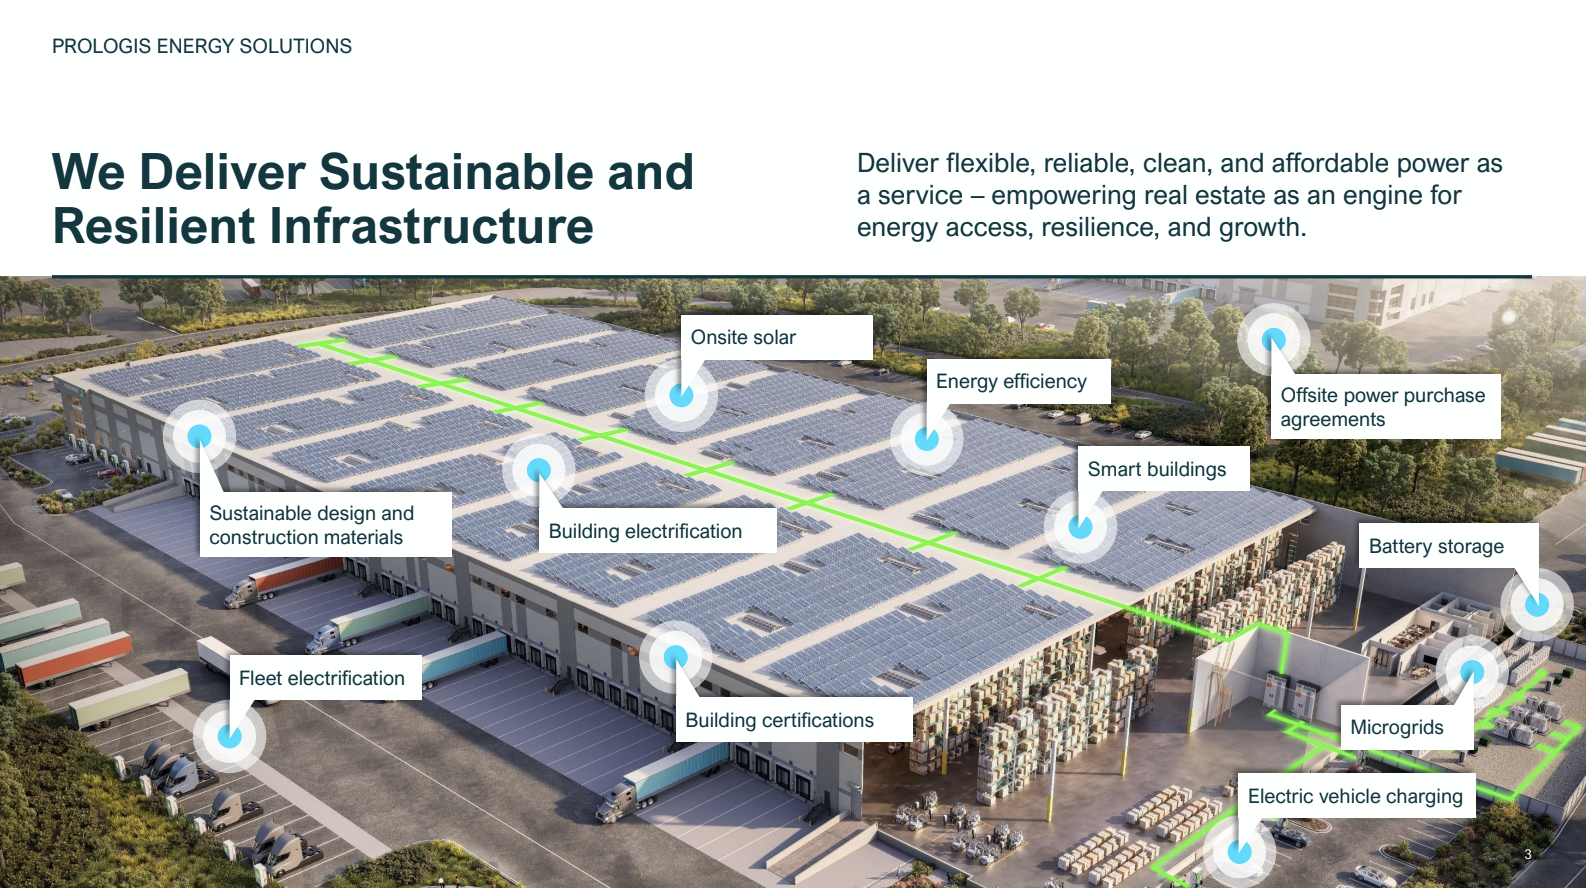 PROLOGIS ENERGY SOLUTIONS
We Deliver Sustainable and
Resilient Infrastructure
Deliver flexible, reliable, clean, and affordable power as
a service – empowering real estate as an engine for
energy access, resilience, and growth.
Onsite solar
Energy efficiency
Offsite power purchase
agreements
Smart buildings
Sustainable design and
construction materials
Building electrification
Battery storage
Fleet electrification
Building certifications
Microgrids
Electric vehicle charging
3